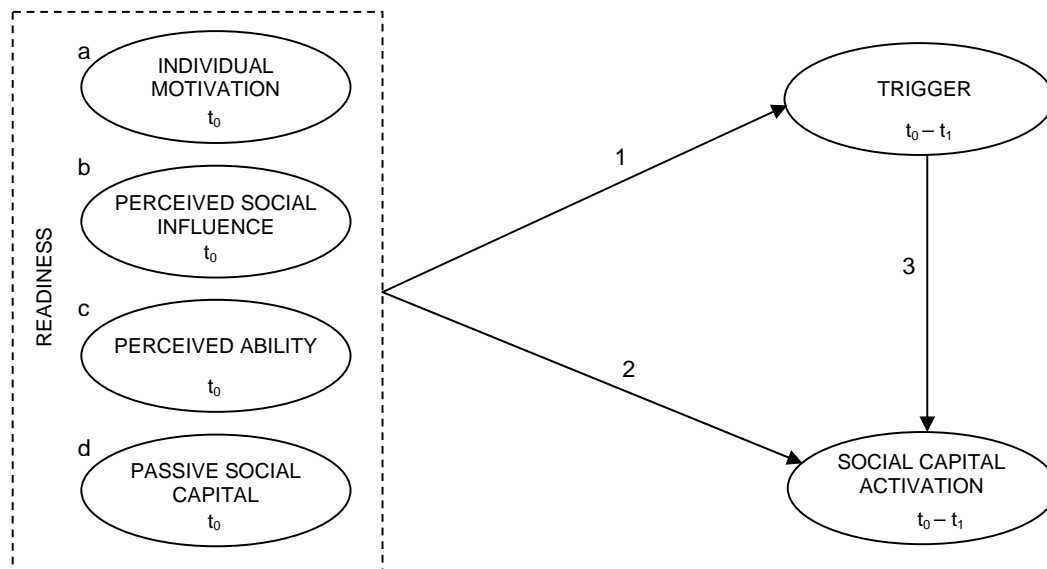 READINESS
a
INDIVIDUAL
MOTIVATION
t₀
b
PERCEIVED SOCIAL
INFLUENCE
t₀
c
PERCEIVED ABILITY
t₀
d
PASSIVE SOCIAL
CAPITAL
t₀
1
2
TRIGGER
t₀ – t₁
3
SOCIAL CAPITAL
ACTIVATION
t₀ – t₁